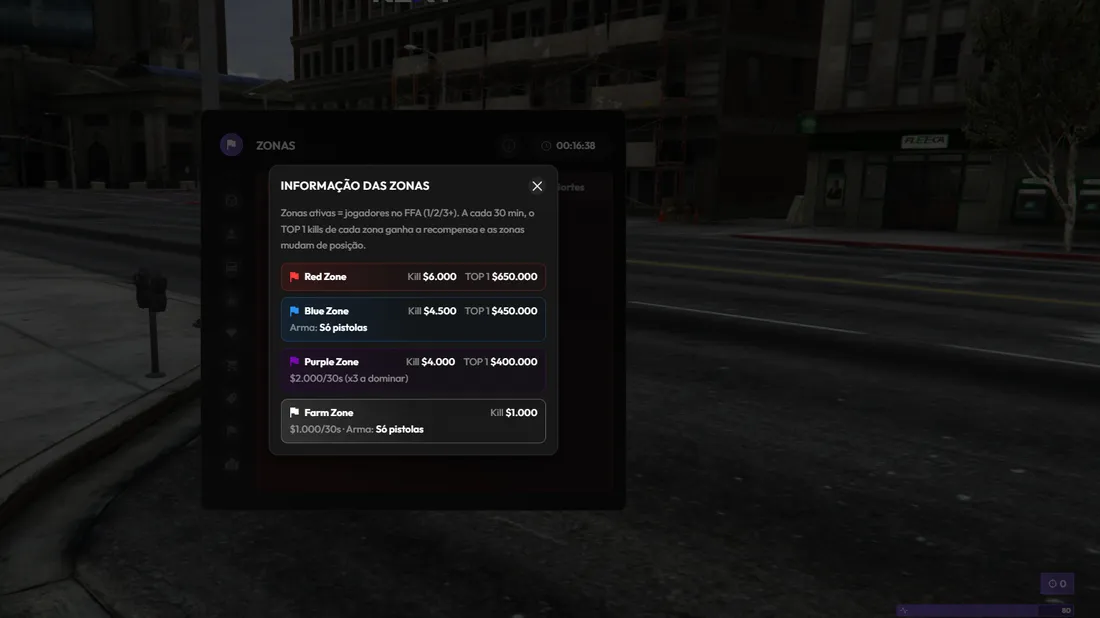 ZONAS
00:16:38
INFORMAÇÃO DAS ZONAS
Zonas ativas = jogadores no FFA (1/2/3+). A cada 30 min, o
TOP 1 kills de cada zona ganha a recompensa e as zonas
mudam de posição.
Red Zone Kill $6.000 TOP 1 $650.000
Blue Zone Kill $4.500 TOP 1 $450.000
Arma: Só pistolas
Purple Zone Kill $4.000 TOP 1 $400.000
$2.000/30s (x3 a dominar)
Farm Zone Kill $1.000
$1.000/30s · Arma: Só pistolas
FLEECA
0
80